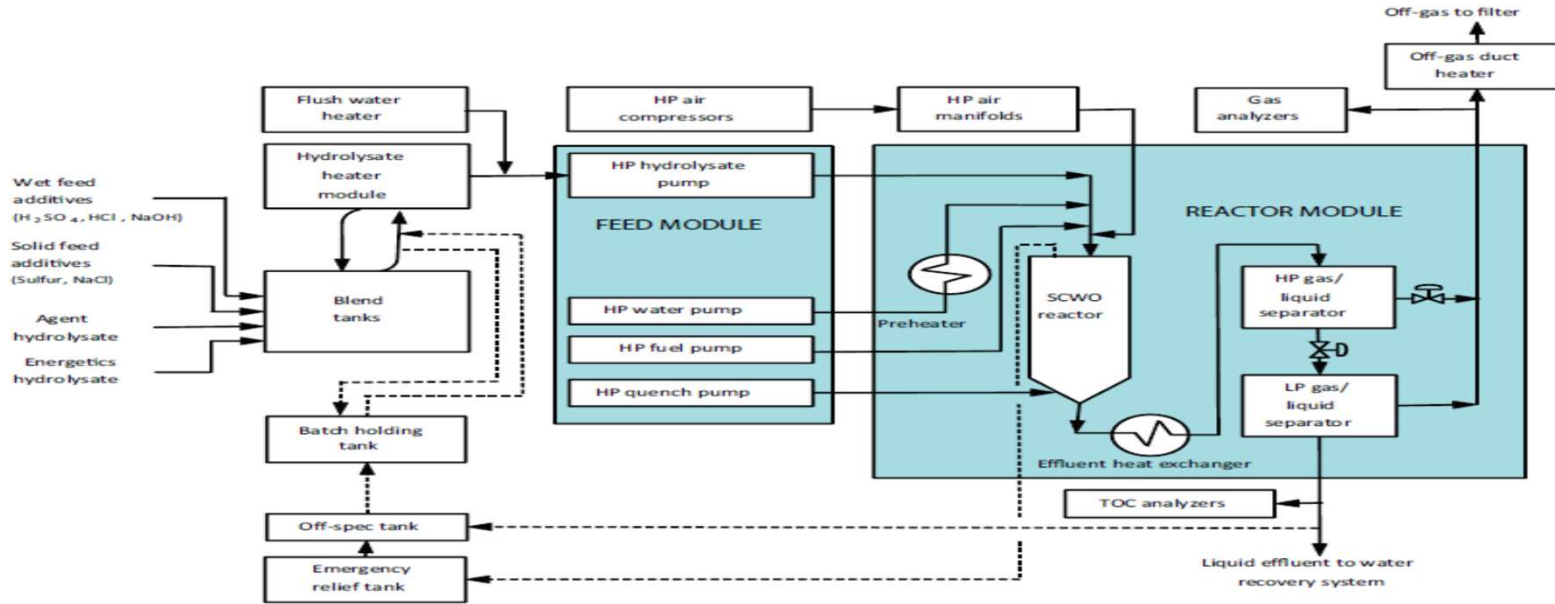 Off-gas to filter
Off-gas duct
heater
Flush water
heater
HP air
compressors
HP air
manifolds
Gas
analyzers
Hydrolysate
heater
module
HP hydrolysate
pump
Wet feed
additives
(H₂SO₄, HCl, NaOH)
Solid feed
additives
(Sulfur, NaCl)
Agent
hydrolysate
Energetics
hydrolysate
FEED MODULE
REACTOR MODULE
Blend
tanks
HP water pump
Preheater
SCWO
reactor
HP gas/
liquid
separator
D
HP fuel pump
HP quench pump
LP gas/
liquid
separator
Batch holding
tank
Effluent heat exchanger
TOC analyzers
Off-spec tank
Emergency
relief tank
Liquid effluent to water
recovery system